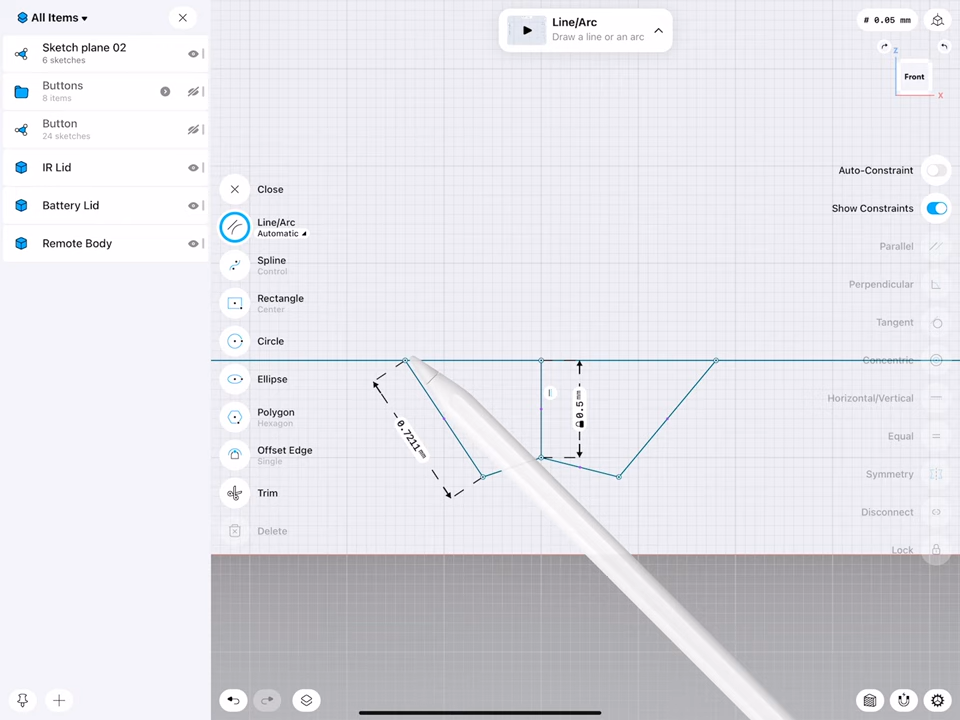 All Items
Sketch plane 02
6 sketches
Buttons
8 items
Button
24 sketches
IR Lid
Battery Lid
Remote Body
Line/Arc
Draw a line or an arc
# 0.05 mm
Z
Front
X
Close
Line/Arc
Automatic
Spline
Control
Rectangle
Center
Circle
Ellipse
Polygon
Hexagon
Offset Edge
Single
Trim
Delete
Auto-Constraint
Show Constraints
Parallel
Perpendicular
Tangent
Concentric
Horizontal/Vertical
Equal
Symmetry
Disconnect
Lock
0.7211 mm
0.5 mm